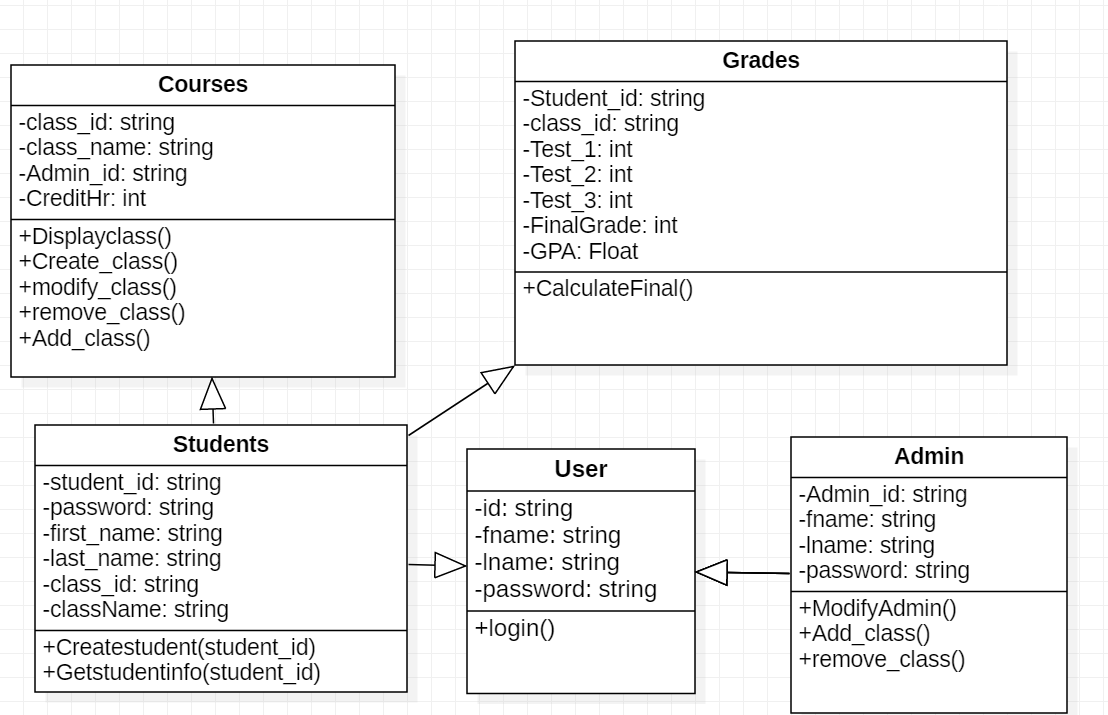 Courses
-class_id: string
-class_name: string
-Admin_id: string
-CreditHr: int
+Displayclass()
+Create_class()
+modify_class()
+remove_class()
+Add_class()
Grades
-Student_id: string
-class_id: string
-Test_1: int
-Test_2: int
-Test_3: int
-FinalGrade: int
-GPA: Float
+CalculateFinal()
Students
-student_id: string
-password: string
-first_name: string
-last_name: string
-class_id: string
-className: string
+Createstudent(student_id)
+Getstudentinfo(student_id)
User
-id: string
-fname: string
-lname: string
-password: string
+login()
Admin
-Admin_id: string
-fname: string
-lname: string
-password: string
+ModifyAdmin()
+Add_class()
+remove_class()